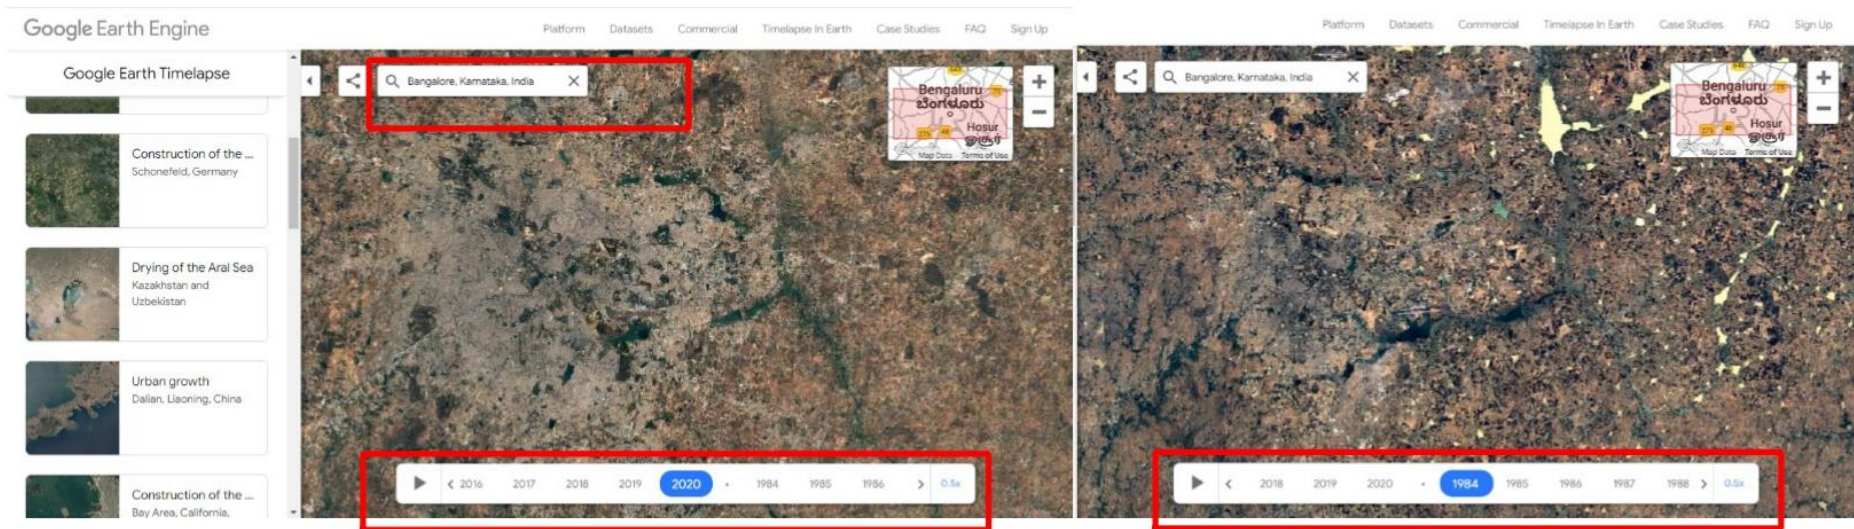 Google Earth Engine
Platform Datasets Commercial Timelapse In Earth Case Studies FAQ Sign Up
Google Earth Timelapse
Construction of the ...
Schonefeld, Germany
Drying of the Aral Sea
Kazakhstan and
Uzbekistan
Urban growth
Dalian, Liaoning, China
Construction of the ...
Bay Area, California,
Bangalore, Karnataka, India
Bengaluru
ಬೆಂಗಳೂರು
Hosur
ஓசூர்
Map Data Terms of Use
2016 2017 2018 2019 2020 1984 1985 1986 0.5x
Platform Datasets Commercial Timelapse In Earth Case Studies FAQ Sign Up
Bangalore, Karnataka, India
Bengaluru
ಬೆಂಗಳೂರು
Hosur
ஓசூர்
Map Data Terms of Use
2018 2019 2020 1984 1985 1986 1987 1988 0.5x